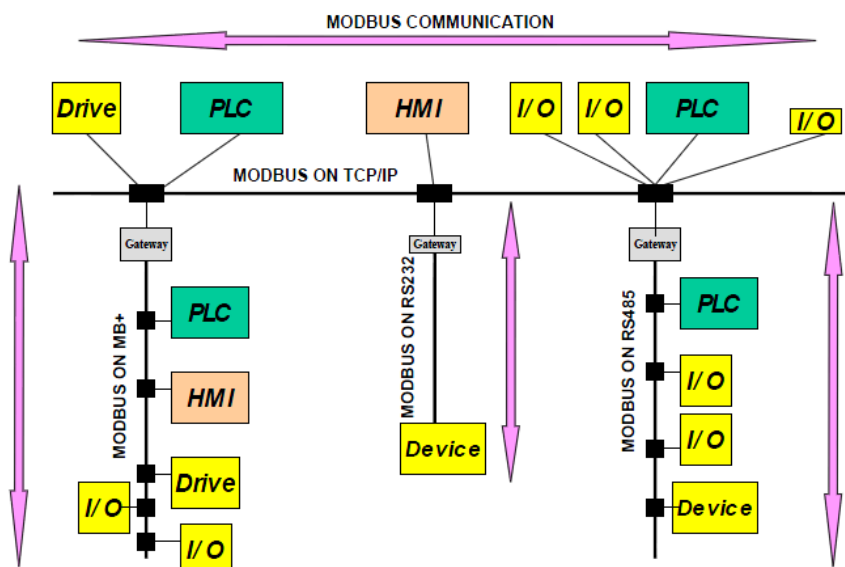 MODBUS COMMUNICATION
Drive
PLC
HMI
I/O
I/O
PLC
I/O
MODBUS ON TCP/IP
Gateway
Gateway
Gateway
MODBUS ON MB+
PLC
HMI
Drive
I/O
I/O
MODBUS ON RS232
Device
MODBUS ON RS485
PLC
I/O
I/O
Device